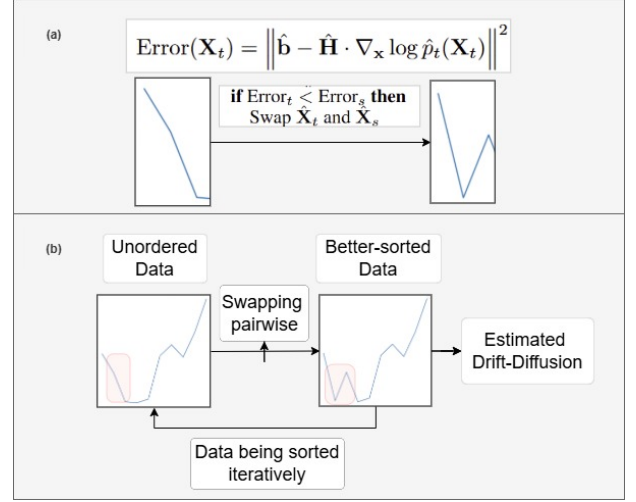 (a)
Error(X_t) = ‖b̂ − Ĥ · ∇_x log p̂_t(X_t)‖²
if Error_t < Error_s then
Swap X̂_t and X̂_s
(b)
Unordered
Data
Better-sorted
Data
Swapping
pairwise
Estimated
Drift-Diffusion
Data being sorted
iteratively